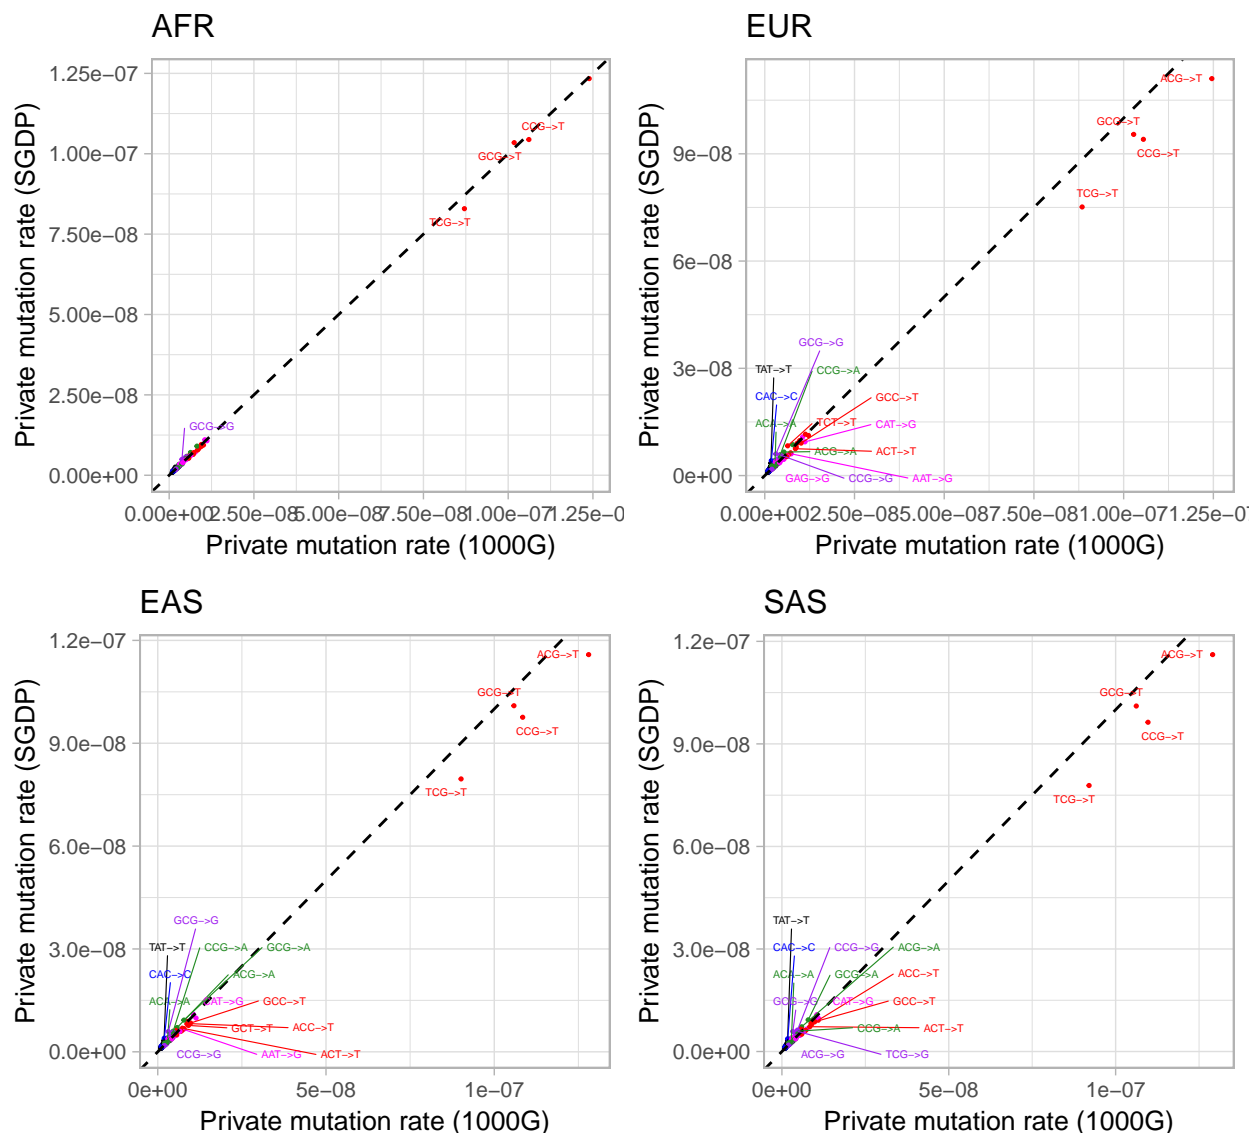 AFR
Private mutation rate (SGDP)
1.25e−07
1.00e−07
7.50e−08
5.00e−08
2.50e−08
0.00e+00
CCG−>T
GCG−>T
TCG−>T
GCG−>G
0.00e+00
2.50e−08
5.00e−08
7.50e−08
1.00e−07
Private mutation rate (1000G)
EUR
Private mutation rate (SGDP)
9e−08
6e−08
3e−08
0e+00
ACG−>T
GCG−>T
CCG−>T
TCG−>T
GCG−>G
TAT−>T
CCG−>A
CAC−>C
GCC−>T
ACA−>A
TCT−>T
CAT−>G
ACG−>A
ACT−>T
GAG−>G
CCG−>G
AAT−>G
0.00e+00
2.50e−08
5.00e−08
7.50e−08
1.00e−07
Private mutation rate (1000G)
EAS
Private mutation rate (SGDP)
1.2e−07
9.0e−08
6.0e−08
3.0e−08
0.0e+00
ACG−>T
GCG−>T
CCG−>T
TCG−>T
GCG−>G
TAT−>T
CCG−>A
GCG−>A
CAC−>C
ACG−>A
ACA−>A
CAT−>G
GCC−>T
GCT−>T
ACC−>T
CCG−>G
AAT−>G
ACT−>T
0e+00
5e−08
1e−07
Private mutation rate (1000G)
SAS
Private mutation rate (SGDP)
1.2e−07
9.0e−08
6.0e−08
3.0e−08
0.0e+00
ACG−>T
GCG−>T
CCG−>T
TCG−>T
TAT−>T
CAC−>C
CCG−>G
ACG−>A
ACA−>A
GCG−>A
ACC−>T
GCG−>G
CAT−>G
GCC−>T
CCG−>A
ACT−>T
ACG−>G
TCG−>G
0e+00
5e−08
1e−07
Private mutation rate (1000G)